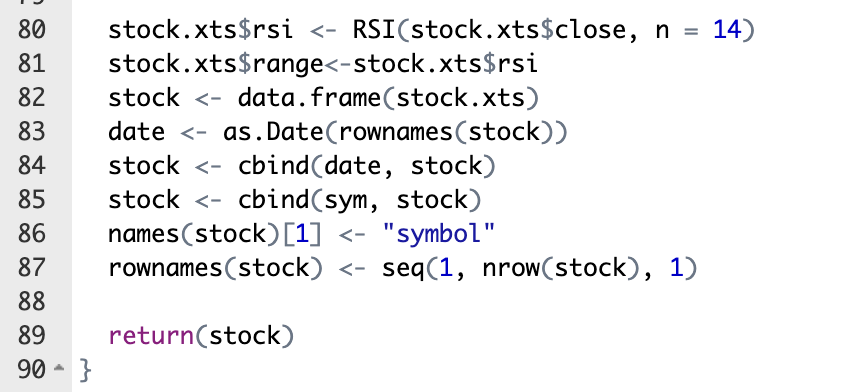 80 stock.xts$rsi <- RSI(stock.xts$close, n = 14)
81 stock.xts$range<-stock.xts$rsi
82 stock <- data.frame(stock.xts)
83 date <- as.Date(rownames(stock))
84 stock <- cbind(date, stock)
85 stock <- cbind(sym, stock)
86 names(stock)[1] <- "symbol"
87 rownames(stock) <- seq(1, nrow(stock), 1)
88
89 return(stock)
90 }